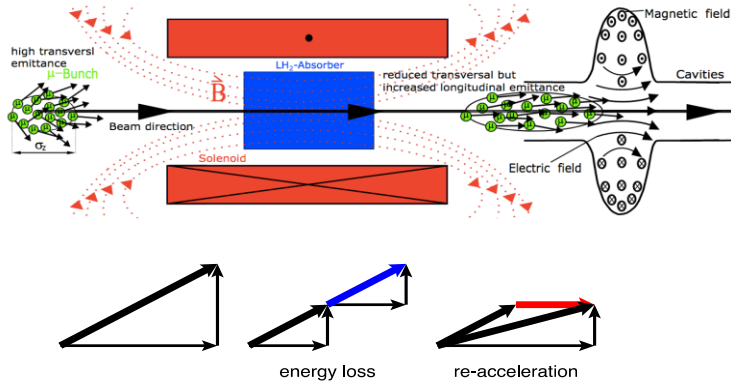 Magnetic field
high transversl
emittance
μ-Bunch
LH₂-Absorber
reduced transversal but
increased longitudinal emittance
Cavities
B
Beam direction
σz
Solenoid
Electric field
energy loss
re-acceleration